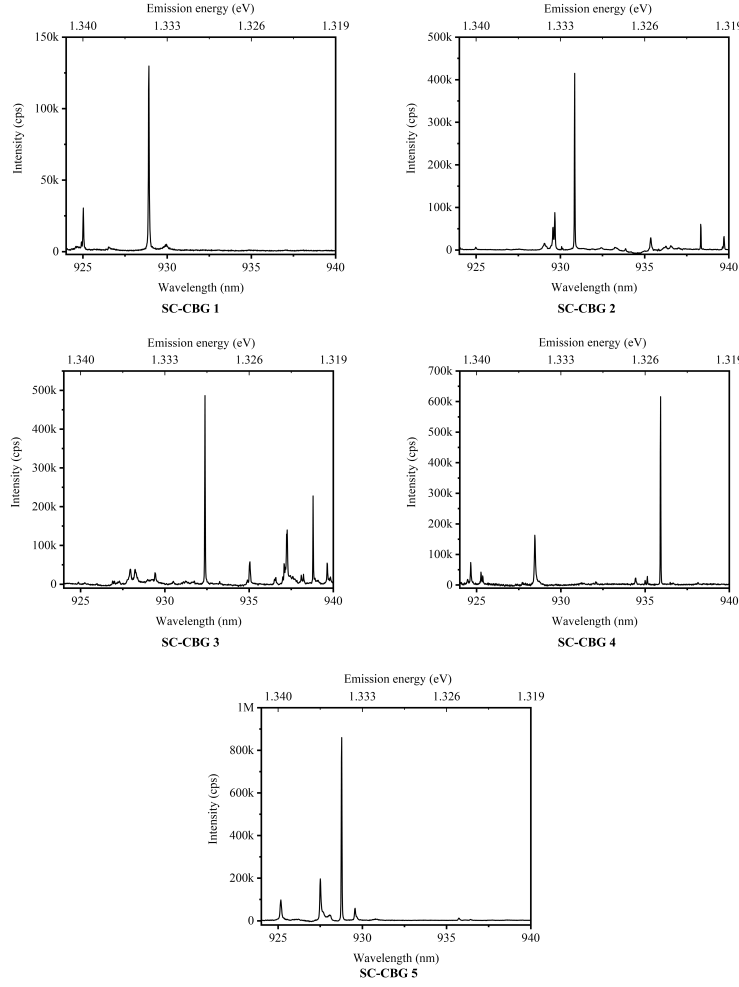 Emission energy (eV)
1.340 1.333 1.326 1.319
150k
100k
50k
0
Intensity (cps)
925 930 935 940
Wavelength (nm)
SC-CBG 1
Emission energy (eV)
1.340 1.333 1.326 1.319
500k
400k
300k
200k
100k
0
Intensity (cps)
925 930 935 940
Wavelength (nm)
SC-CBG 2
Emission energy (eV)
1.340 1.333 1.326 1.319
500k
400k
300k
200k
100k
0
Intensity (cps)
925 930 935 940
Wavelength (nm)
SC-CBG 3
Emission energy (eV)
1.340 1.333 1.326 1.319
700k
600k
500k
400k
300k
200k
100k
0
Intensity (cps)
925 930 935 940
Wavelength (nm)
SC-CBG 4
Emission energy (eV)
1.340 1.333 1.326 1.319
1M
800k
600k
400k
200k
0
Intensity (cps)
925 930 935 940
Wavelength (nm)
SC-CBG 5